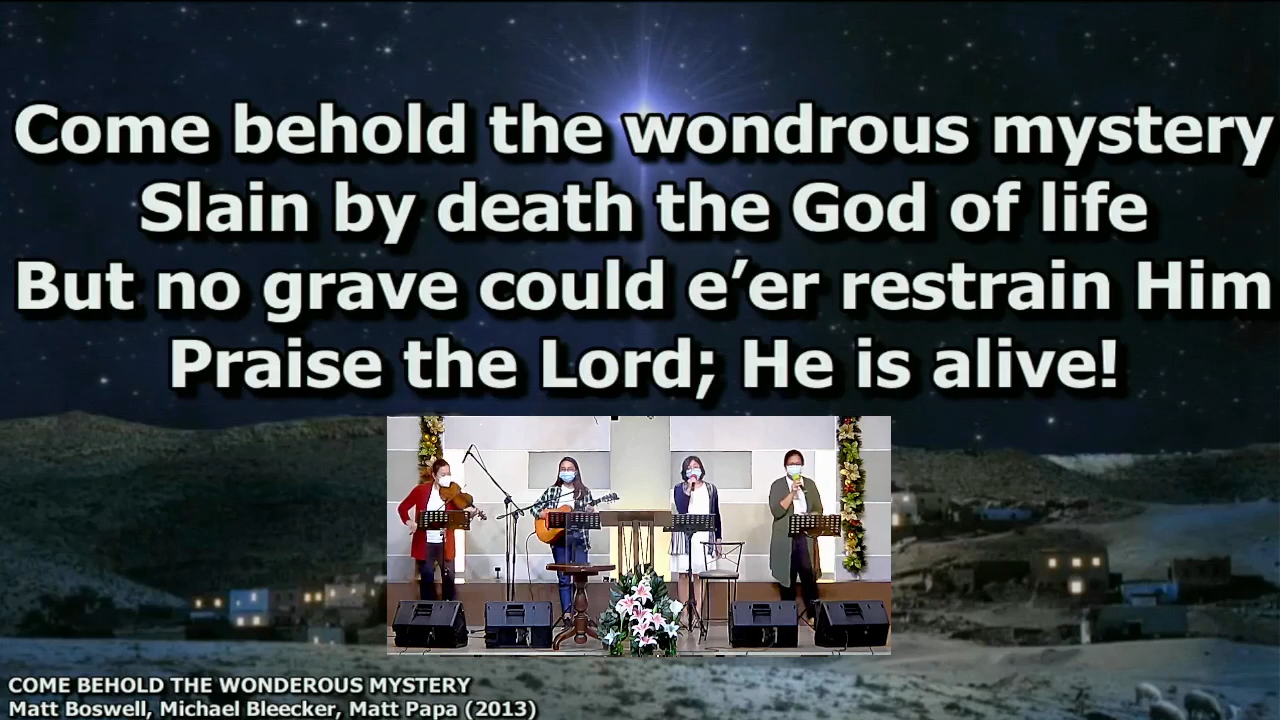 Come behold the wondrous mystery
Slain by death the God of life
But no grave could e’er restrain Him
Praise the Lord; He is alive!
COME BEHOLD THE WONDEROUS MYSTERY
Matt Boswell, Michael Bleecker, Matt Papa (2013)